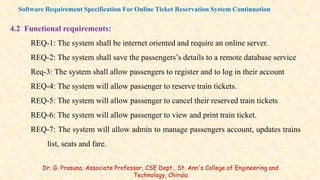 Software Requirement Specification For Online Ticket Reservation System Continuation
4.2 Functional requirements:
REQ-1: The system shall be internet oriented and require an online server.
REQ-2: The system shall save the passengers's details to a remote database service
Req-3: The system shall allow passengers to register and to log in their account
REQ-4: The system will allow passenger to reserve train tickets.
REQ-5: The system will allow passenger to cancel their reserved train tickets
REQ-6: The system will allow passenger to view and print train ticket.
REQ-7: The system will allow admin to manage passengers account, updates trains
list, seats and fare.
Dr. G. Prasuna, Associate Professor, CSE Dept., St. Ann's College of Engineering and
Technology, Chirala